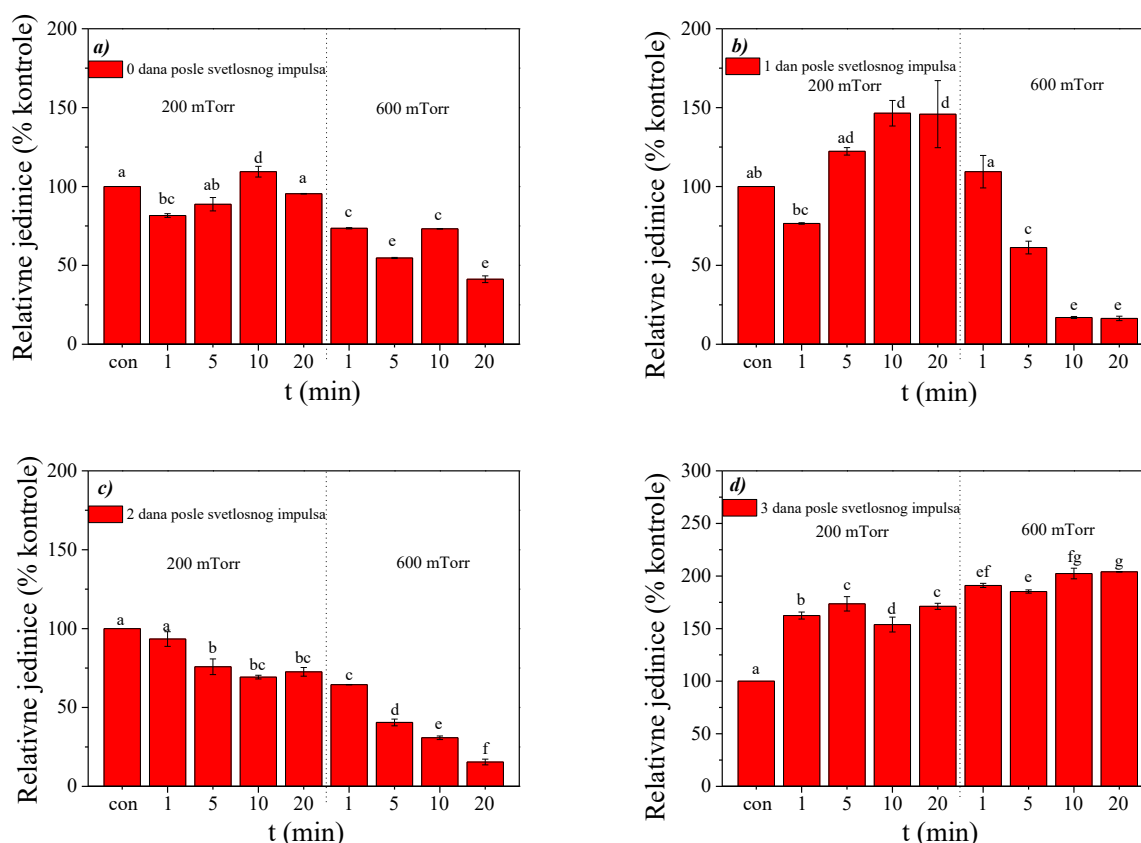 a)
0 dana posle svetlosnog impulsa
200 mTorr
600 mTorr
Relativne jedinice (% kontrole)
200
150
100
50
0
a
bc
ab
d
a
c
e
c
e
con 1 5 10 20 1 5 10 20
t (min)
b)
1 dan posle svetlosnog impulsa
200 mTorr
600 mTorr
Relativne jedinice (% kontrole)
200
150
100
50
0
ab
bc
ad
d
d
a
c
e
e
con 1 5 10 20 1 5 10 20
t (min)
c)
2 dana posle svetlosnog impulsa
200 mTorr
600 mTorr
Relativne jedinice (% kontrole)
200
150
100
50
0
a
a
b
bc
bc
c
d
e
f
con 1 5 10 20 1 5 10 20
t (min)
d)
3 dana posle svetlosnog impulsa
200 mTorr
600 mTorr
Relativne jedinice (% kontrole)
300
250
200
150
100
50
0
a
b
c
d
c
ef
e
fg
g
con 1 5 10 20 1 5 10 20
t (min)